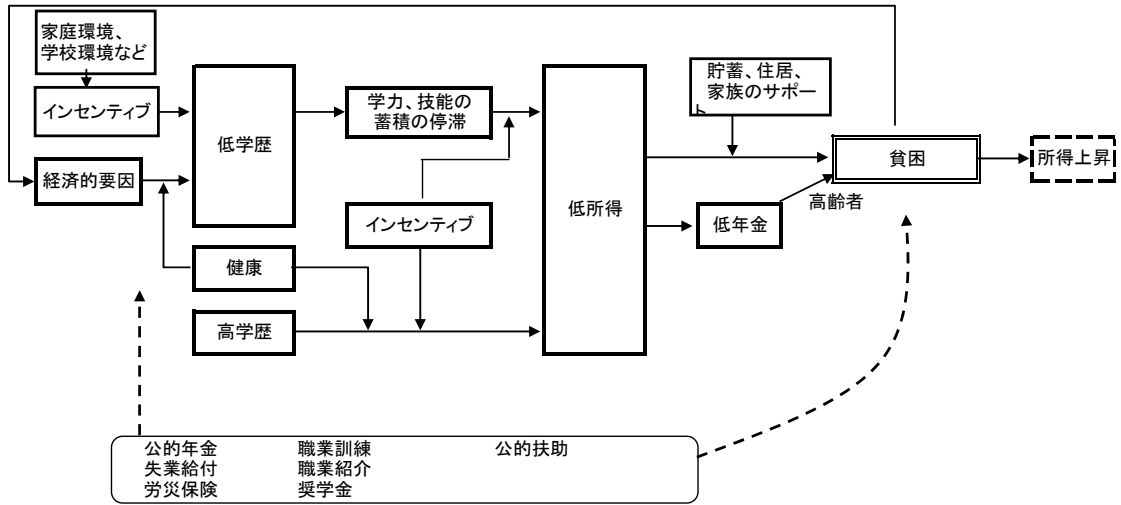 家庭環境、
学校環境など
インセンティブ
経済的要因
低学歴
健康
高学歴
学力、技能の
蓄積の停滞
インセンティブ
低所得
貯蓄、住居、
家族のサポー
ト
低年金
高齢者
貧困
所得上昇
公的年金 職業訓練 公的扶助
失業給付 職業紹介
労災保険 奨学金